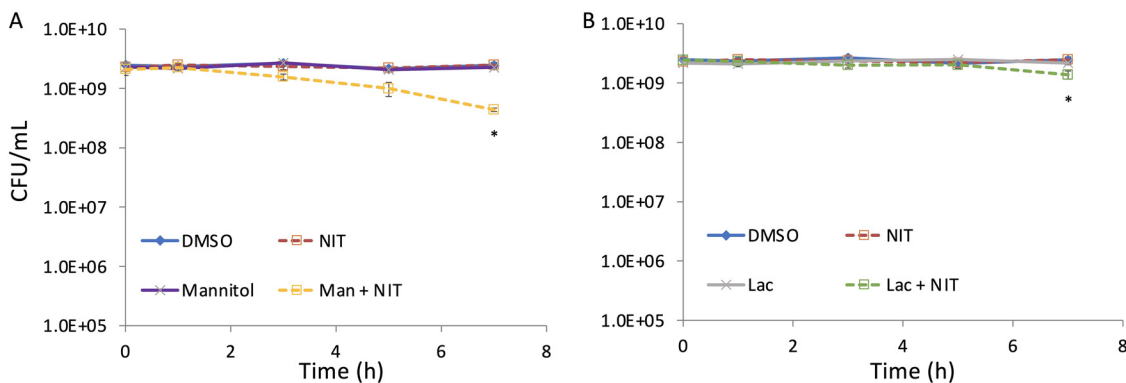 A
CFU/mL
1.0E+10
1.0E+09
1.0E+08
1.0E+07
1.0E+06
1.0E+05
*
DMSO NIT
Mannitol Man + NIT
0 2 4 6 8
Time (h)
B
1.0E+10
1.0E+09
1.0E+08
1.0E+07
1.0E+06
1.0E+05
*
DMSO NIT
Lac Lac + NIT
0 2 4 6 8
Time (h)